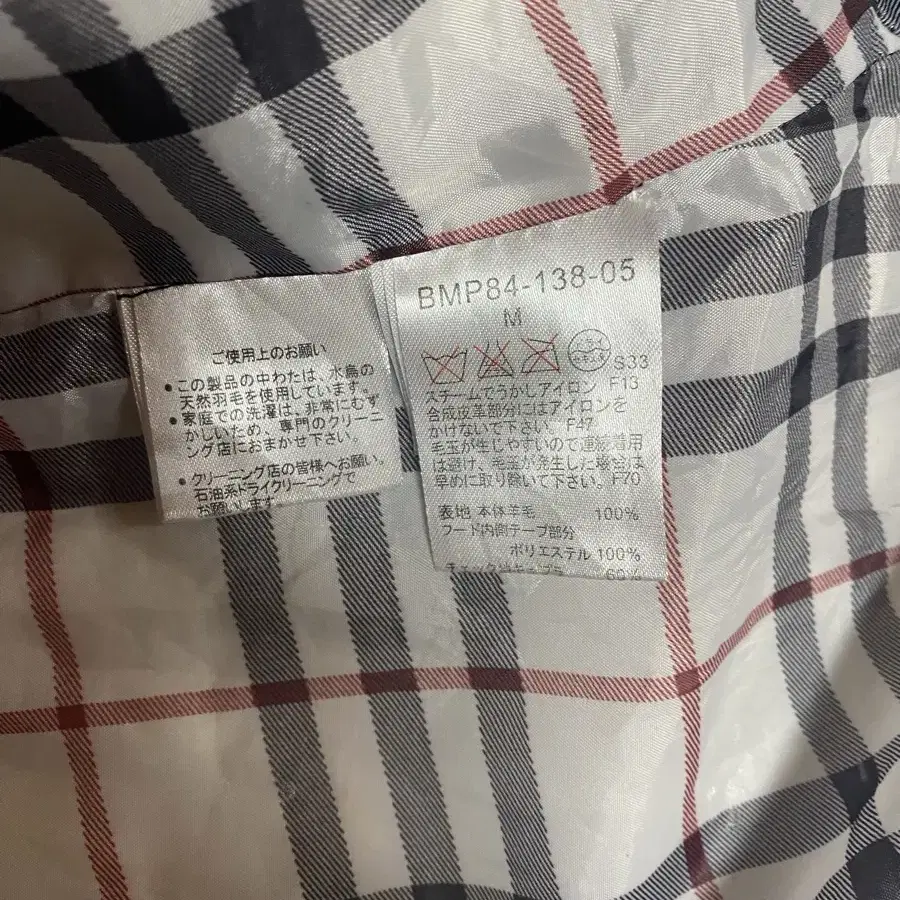 ご使用上のお願い
●この製品の中わたは、水鳥の
天然羽毛を使用しています。
●家庭での洗濯は、非常にむず
かしいため、専門のクリーニ
ング店におまかせ下さい。
●クリーニング店の皆様へお願い。
石油系ドライクリーニングで
お願い
BMP84-138-05
M
S33
スチームでうかしアイロン F13
合成皮革部分にはアイロンを
かけないで下さい。 F47
毛玉が生じやすいので連続着用
は避け、毛玉が発生した場合は
早めに取り除いて下さい。 F70
表地 本体羊毛 100%
フード内側テープ部分
ポリエステル 100%
60%